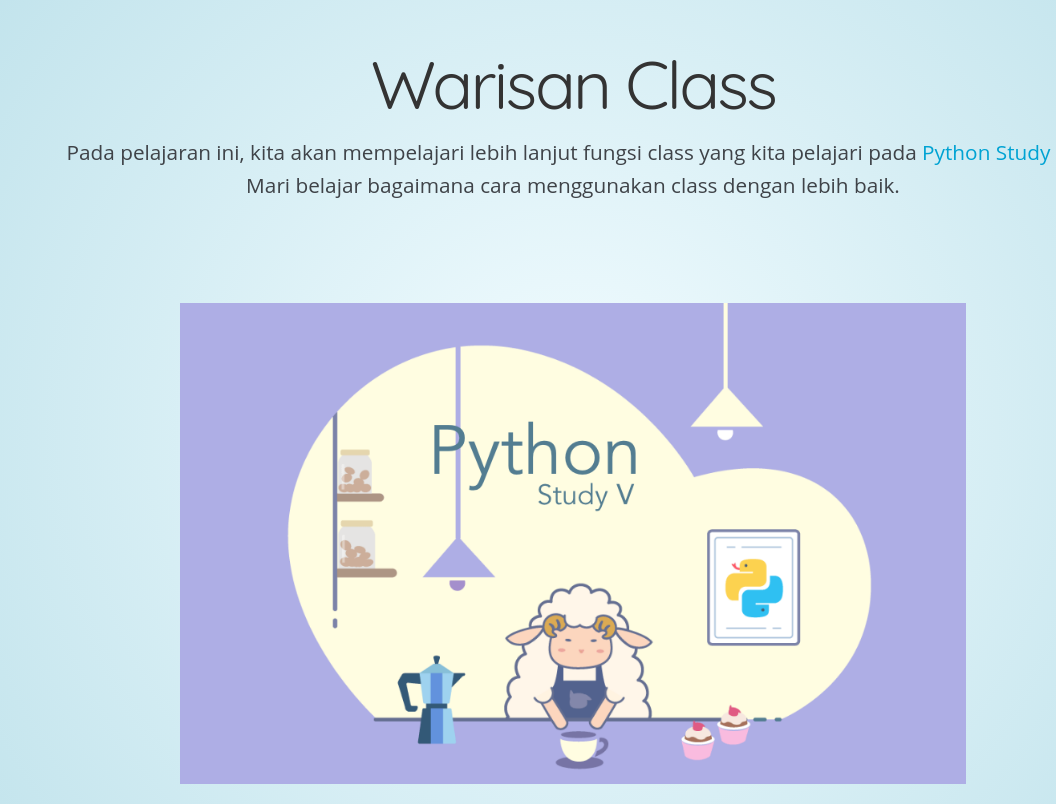 Warisan Class
Pada pelajaran ini, kita akan mempelajari lebih lanjut fungsi class yang kita pelajari pada Python Study
Mari belajar bagaimana cara menggunakan class dengan lebih baik.
Python
Study V